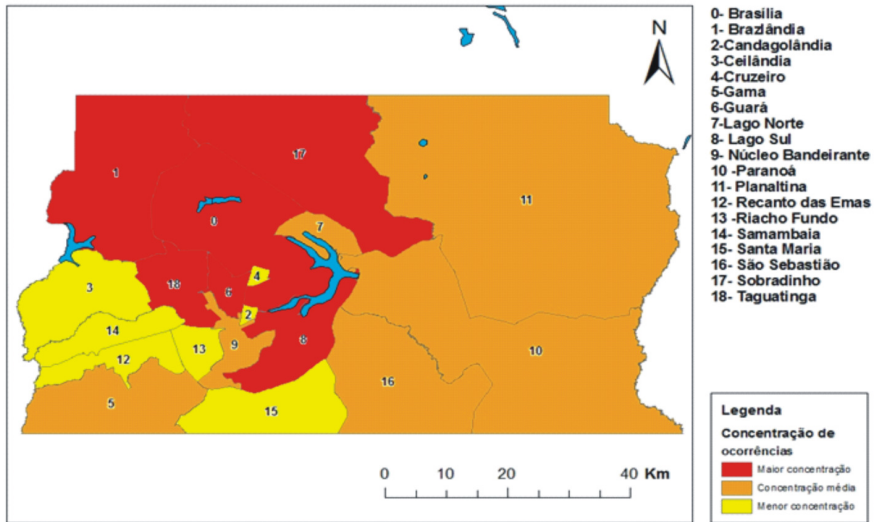 0- Brasília
1- Brazlândia
2-Candagolândia
3-Ceilândia
4-Cruzeiro
5-Gama
6-Guará
7-Lago Norte
8- Lago Sul
9- Núcleo Bandeirante
10 -Paranoá
11- Planaltina
12- Recanto das Emas
13 -Riacho Fundo
14- Samambaia
15- Santa Maria
16- São Sebastião
17- Sobradinho
18- Taguatinga
N
17
1
11
0
7
4
3
18
6
2
14
9
8
13
12
10
16
5
15
0 10 20 40 Km
Legenda
Concentração de
ocorrências
Maior concentração
Concentração média
Menor concentração